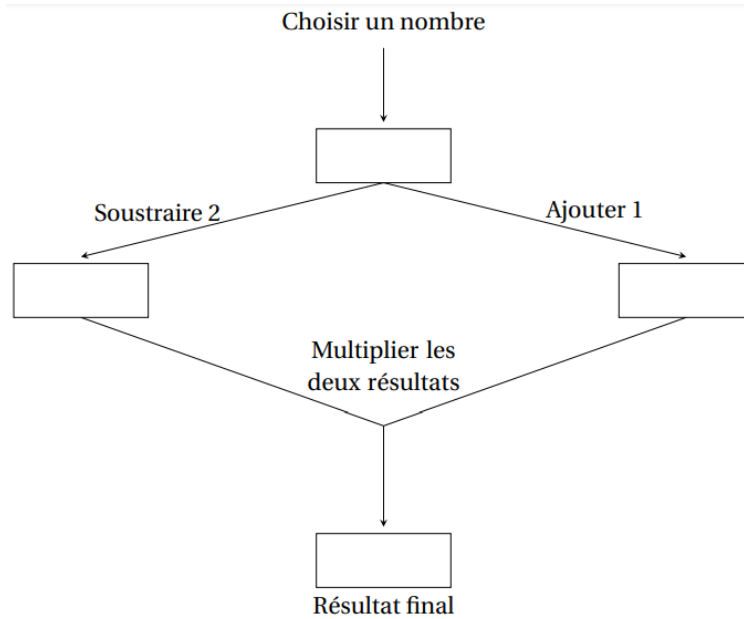 Choisir un nombre
Soustraire 2
Ajouter 1
Multiplier les
deux résultats
Résultat final